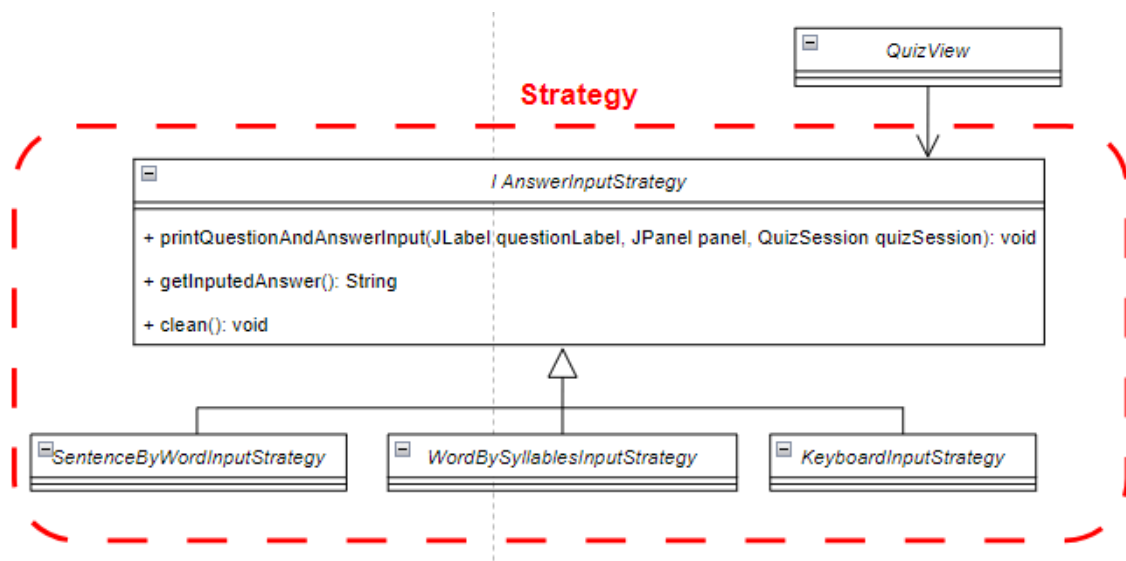 QuizView
Strategy
I AnswerInputStrategy
+ printQuestionAndAnswerInput(JLabel questionLabel, JPanel panel, QuizSession quizSession): void
+ getInputedAnswer(): String
+ clean(): void
SentenceByWordInputStrategy
WordBySyllablesInputStrategy
KeyboardInputStrategy